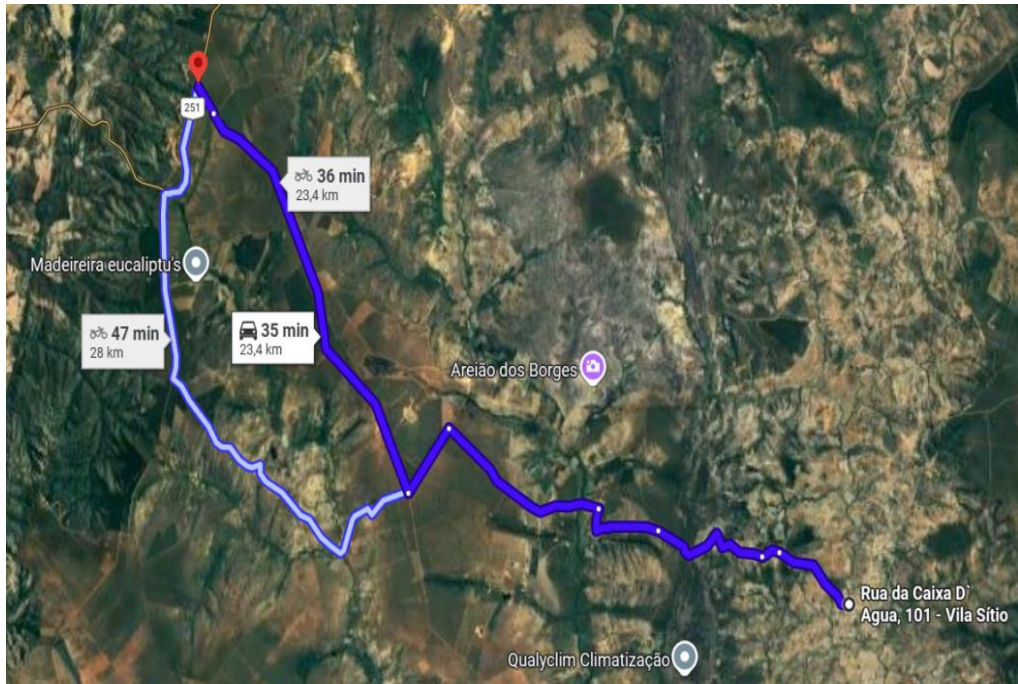 251
36 min
23,4 km
Madeireira eucaliptu's
47 min
28 km
35 min
23,4 km
Areião dos Borges
Rua da Caixa D`
Agua, 101 - Vila Sítio
Qualyclim Climatização